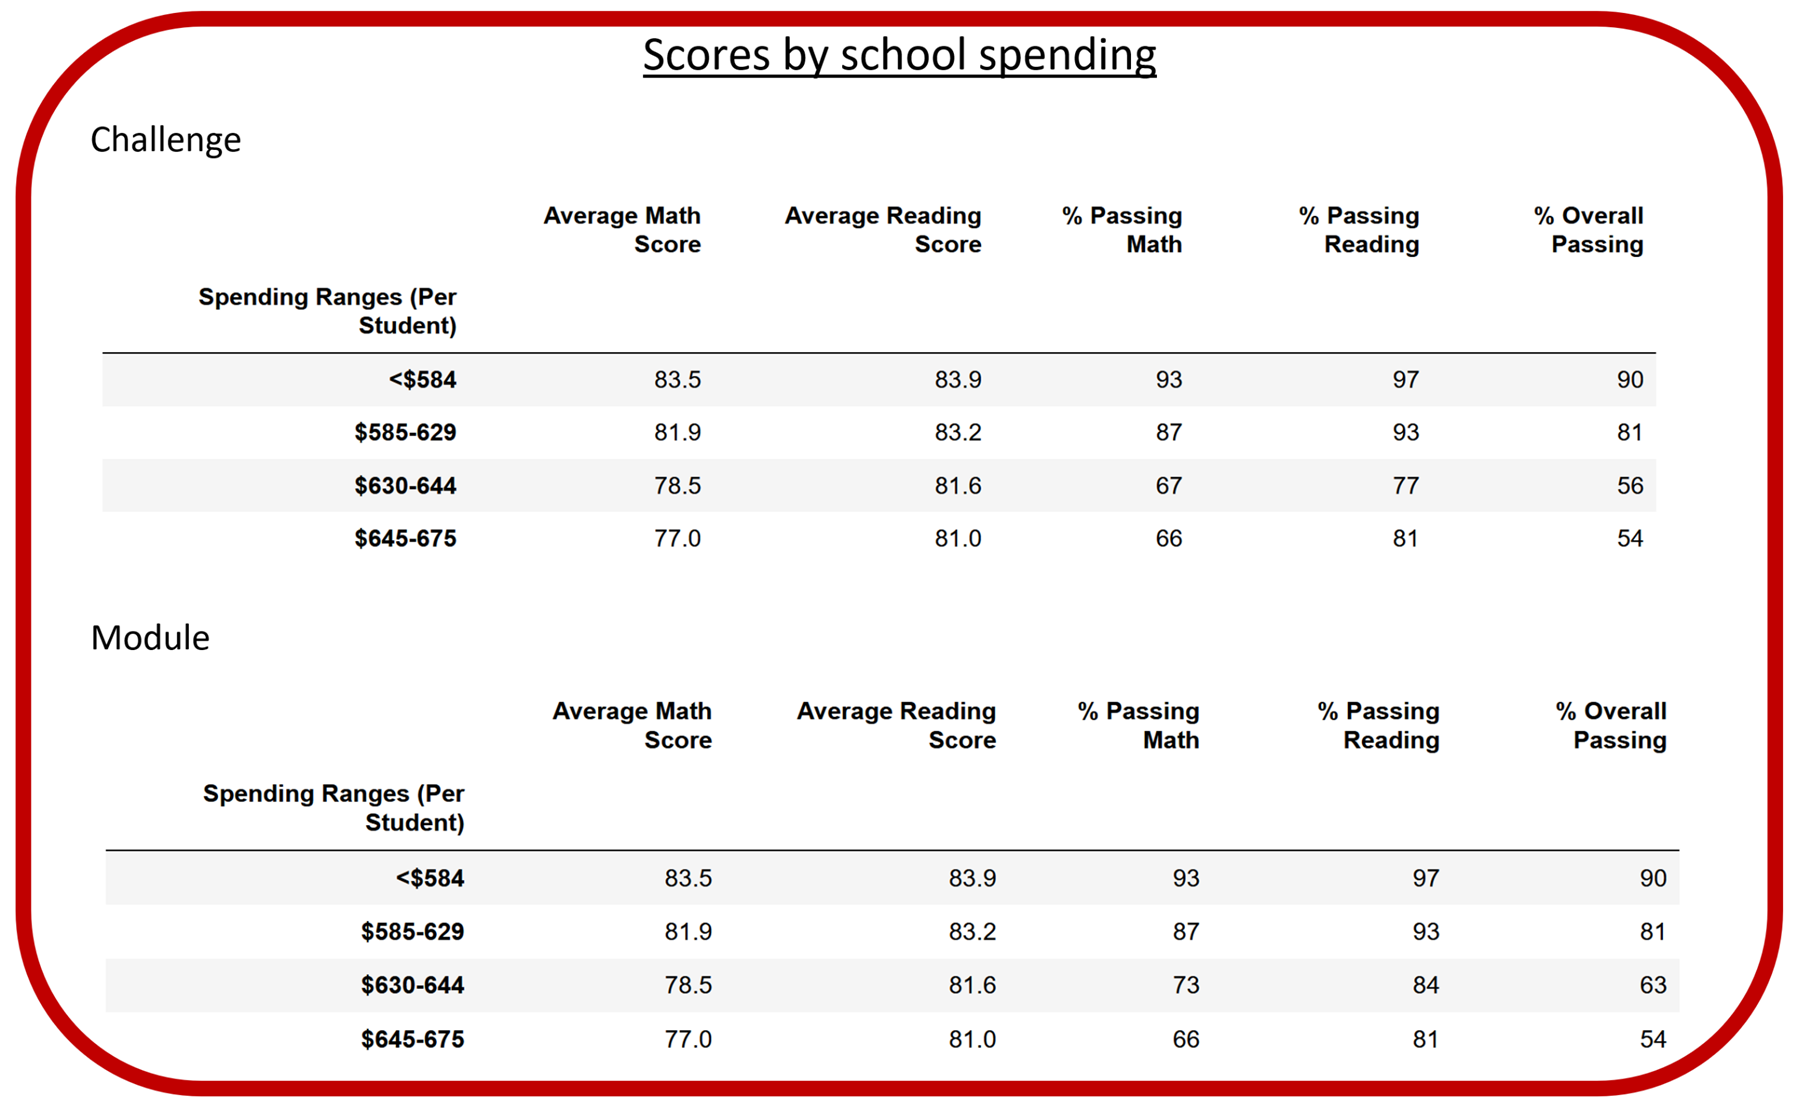 Scores by school spending
Challenge
Average Math Average Reading % Passing % Passing % Overall
Score Score Math Reading Passing
Spending Ranges (Per
Student)
<$584 83.5 83.9 93 97 90
$585-629 81.9 83.2 87 93 81
$630-644 78.5 81.6 67 77 56
$645-675 77.0 81.0 66 81 54
Module
Average Math Average Reading % Passing % Passing % Overall
Score Score Math Reading Passing
Spending Ranges (Per
Student)
<$584 83.5 83.9 93 97 90
$585-629 81.9 83.2 87 93 81
$630-644 78.5 81.6 73 84 63
$645-675 77.0 81.0 66 81 54